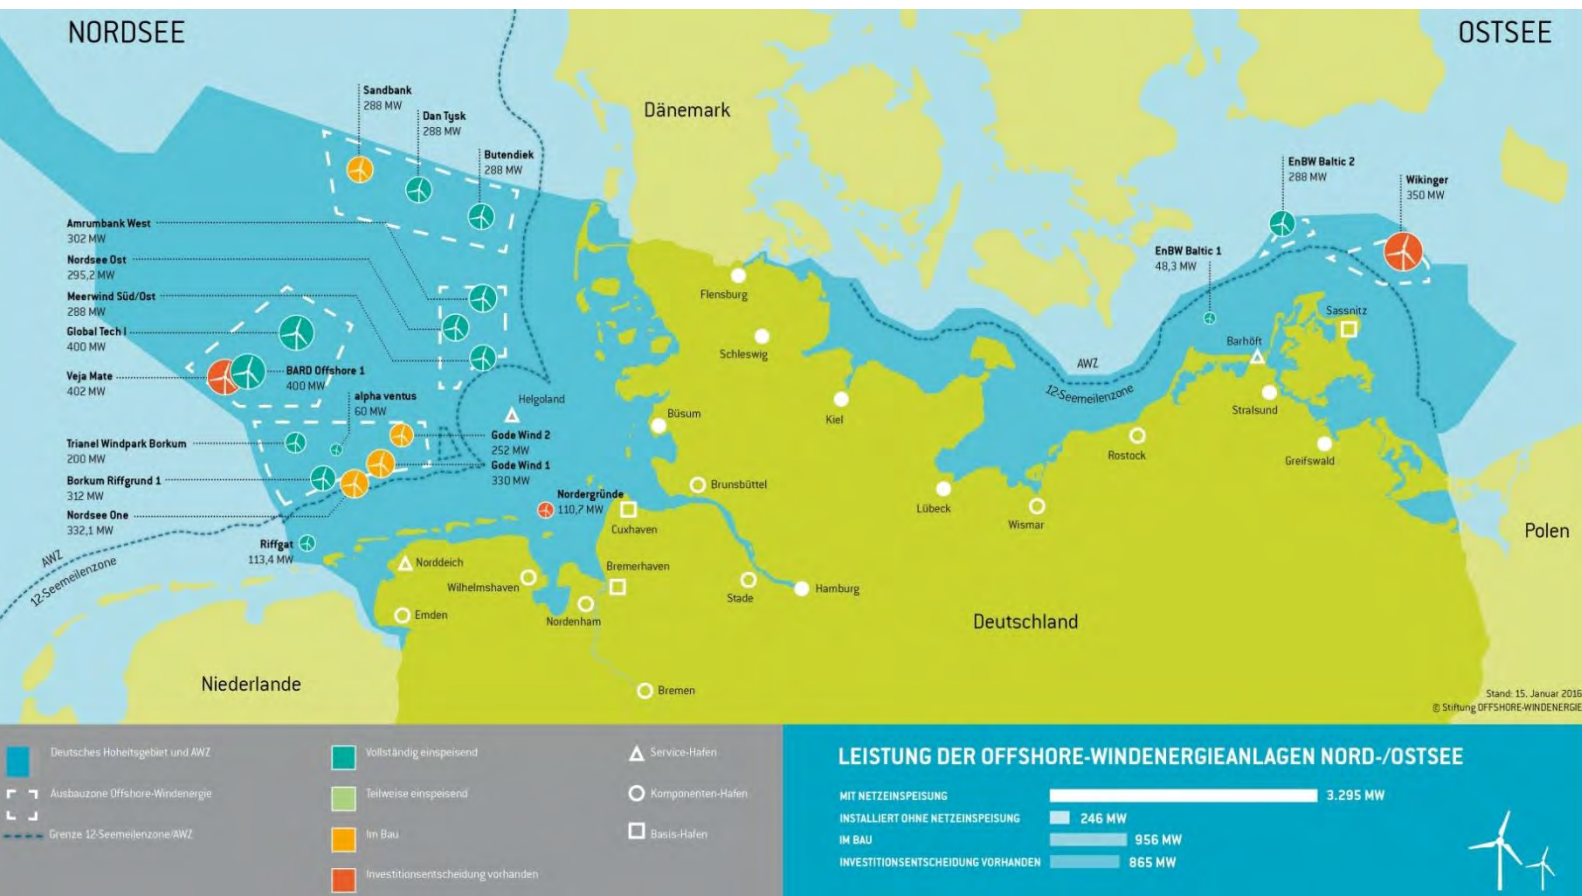 NORDSEE
OSTSEE
Sandbank
288 MW
Dan Tysk
288 MW
Butendiek
288 MW
Dänemark
EnBW Baltic 2
288 MW
Wikinger
350 MW
Amrumbank West
302 MW
Nordsee Ost
295,2 MW
Meerwind Süd/Ost
288 MW
Global Tech I
400 MW
Veja Mate
402 MW
BARD Offshore 1
400 MW
alpha ventus
60 MW
Trianel Windpark Borkum
200 MW
Borkum Riffgrund 1
312 MW
Nordsee One
332,1 MW
Riffgat
113,4 MW
Gode Wind 2
252 MW
Gode Wind 1
330 MW
Nordergründe
110,7 MW
EnBW Baltic 1
48,3 MW
Helgoland
Flensburg
Schleswig
Kiel
Büsum
Brunsbüttel
Cuxhaven
Bremerhaven
Norddeich
Wilhelmshaven
Emden
Nordenham
Stade
Hamburg
Bremen
Lübeck
Wismar
Rostock
Barhöft
Sassnitz
Stralsund
Greifswald
AWZ
12-Seemeilenzone
AWZ
12-Seemeilenzone
Niederlande
Deutschland
Polen
Stand: 15. Januar 2016
© Stiftung OFFSHORE-WINDENERGIE
Deutsches Hoheitsgebiet und AWZ
Ausbauzone Offshore-Windenergie
Grenze 12-Seemeilenzone/AWZ
Vollständig einspeisend
Teilweise einspeisend
Im Bau
Investitionsentscheidung vorhanden
Service-Hafen
Komponenten-Hafen
Basis-Hafen
LEISTUNG DER OFFSHORE-WINDENERGIEANLAGEN NORD-/OSTSEE
MIT NETZEINSPEISUNG 3.295 MW
INSTALLIERT OHNE NETZEINSPEISUNG 246 MW
IM BAU 956 MW
INVESTITIONSENTSCHEIDUNG VORHANDEN 865 MW